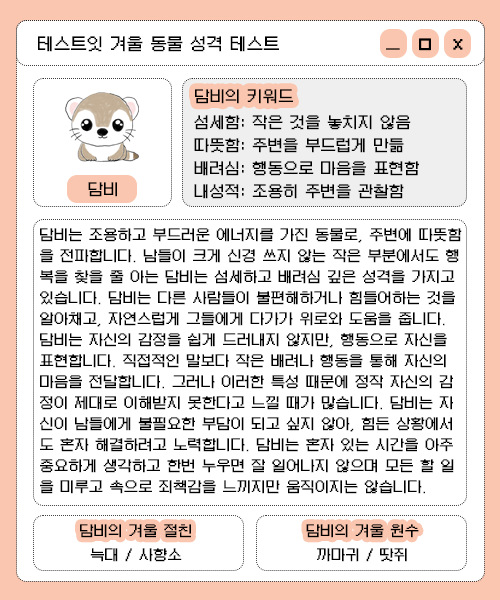 테스트잇 겨울 동물 성격 테스트
담비
담비의 키워드
섬세함: 작은 것을 놓치지 않음
따뜻함: 주변을 부드럽게 만듦
배려심: 행동으로 마음을 표현함
내성적: 조용히 주변을 관찰함
담비는 조용하고 부드러운 에너지를 가진 동물로, 주변에 따뜻함
을 전파합니다. 남들이 크게 신경 쓰지 않는 작은 부분에서도 행
복을 찾을 줄 아는 담비는 섬세하고 배려심 깊은 성격을 가지고
있습니다. 담비는 다른 사람들이 불편해하거나 힘들어하는 것을
알아채고, 자연스럽게 그들에게 다가가 위로와 도움을 줍니다.
담비는 자신의 감정을 쉽게 드러내지 않지만, 행동으로 자신을
표현합니다. 직접적인 말보다 작은 배려나 행동을 통해 자신의
마음을 전달합니다. 그러나 이러한 특성 때문에 정작 자신의 감
정이 제대로 이해받지 못한다고 느낄 때가 많습니다. 담비는 자
신이 남들에게 불필요한 부담이 되고 싶지 않아, 힘든 상황에서
도 혼자 해결하려고 노력합니다. 담비는 혼자 있는 시간을 아주
중요하게 생각하고 한번 누우면 잘 일어나지 않으며 모든 할 일
을 미루고 속으로 죄책감을 느끼지만 움직이지는 않습니다.
담비의 겨울 절친
늑대 / 사향소
담비의 겨울 원수
까마귀 / 땃쥐